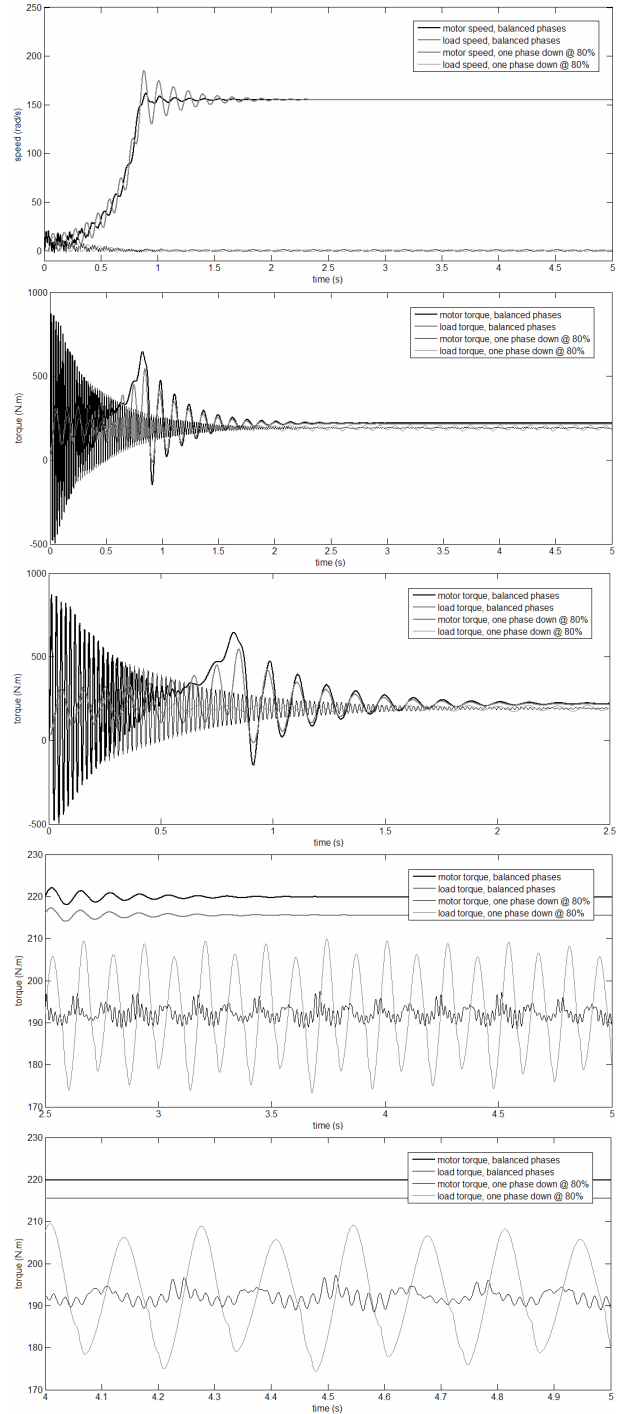 250
200
150
100
50
0
speed (rad/s)
motor speed, balanced phases
load speed, balanced phases
motor speed, one phase down @ 80%
load speed, one phase down @ 80%
0 0.5 1 1.5 2 2.5 3 3.5 4 4.5 5
time (s)
1000
500
0
-500
torque (N.m)
motor torque, balanced phases
load torque, balanced phases
motor torque, one phase down @ 80%
load torque, one phase down @ 80%
0 0.5 1 1.5 2 2.5 3 3.5 4 4.5 5
time (s)
1000
500
0
-500
torque (N.m)
motor torque, balanced phases
load torque, balanced phases
motor torque, one phase down @ 80%
load torque, one phase down @ 80%
0 0.5 1 1.5 2 2.5
time (s)
230
220
210
200
190
180
170
torque (N.m)
motor torque, balanced phases
load torque, balanced phases
motor torque, one phase down @ 80%
load torque, one phase down @ 80%
2.5 3 3.5 4 4.5 5
time (s)
230
220
210
200
190
180
170
torque (N.m)
motor torque, balanced phases
load torque, balanced phases
motor torque, one phase down @ 80%
load torque, one phase down @ 80%
4 4.1 4.2 4.3 4.4 4.5 4.6 4.7 4.8 4.9 5
time (s)